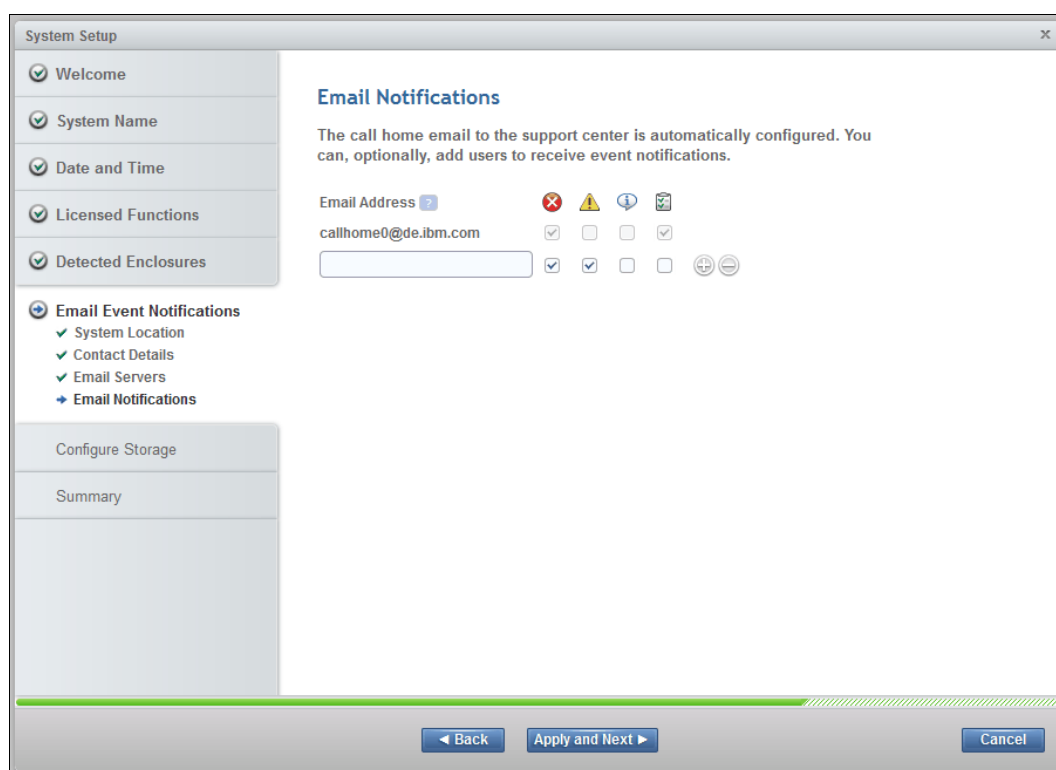 System Setup
x
Welcome
System Name
Date and Time
Licensed Functions
Detected Enclosures
Email Event Notifications
System Location
Contact Details
Email Servers
Email Notifications
Configure Storage
Summary
Email Notifications
The call home email to the support center is automatically configured. You
can, optionally, add users to receive event notifications.
Email Address ?
callhome0@de.ibm.com
Back
Apply and Next
Cancel